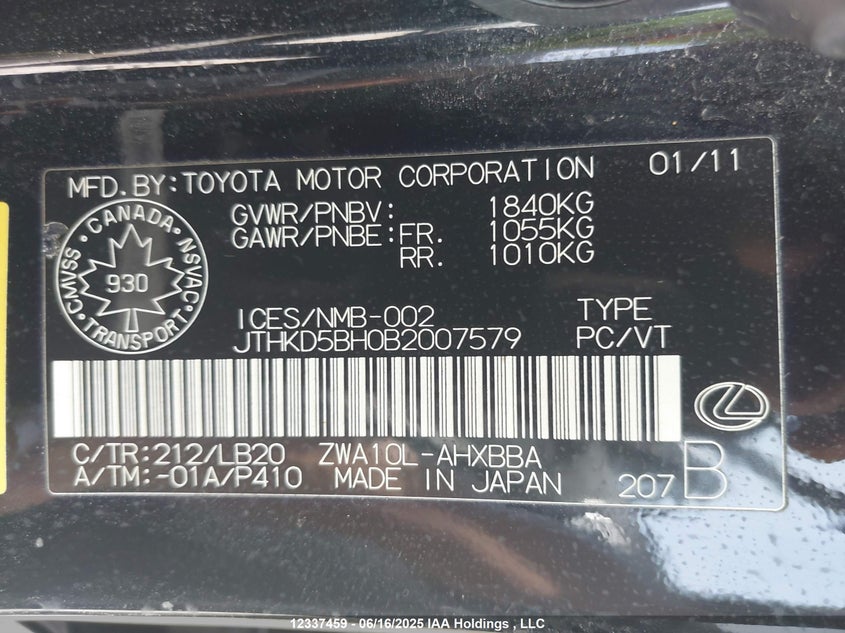 MFD. BY: TOYOTA MOTOR CORPORATION 01/11
GVWR/PNBV: 1840KG
GAWR/PNBE: FR. 1055KG
RR. 1010KG
CANADA
CMVSS NSVAC
930
TRANSPORT
ICES/NMB-002 TYPE
JTHKD5BH0B2007579 PC/VT
C/TR: 212/LB20 ZWA10L-AHXBBA
A/TM: -01A/P410 MADE IN JAPAN 207 B
12337459 - 06/16/2025 IAA Holdings , LLC